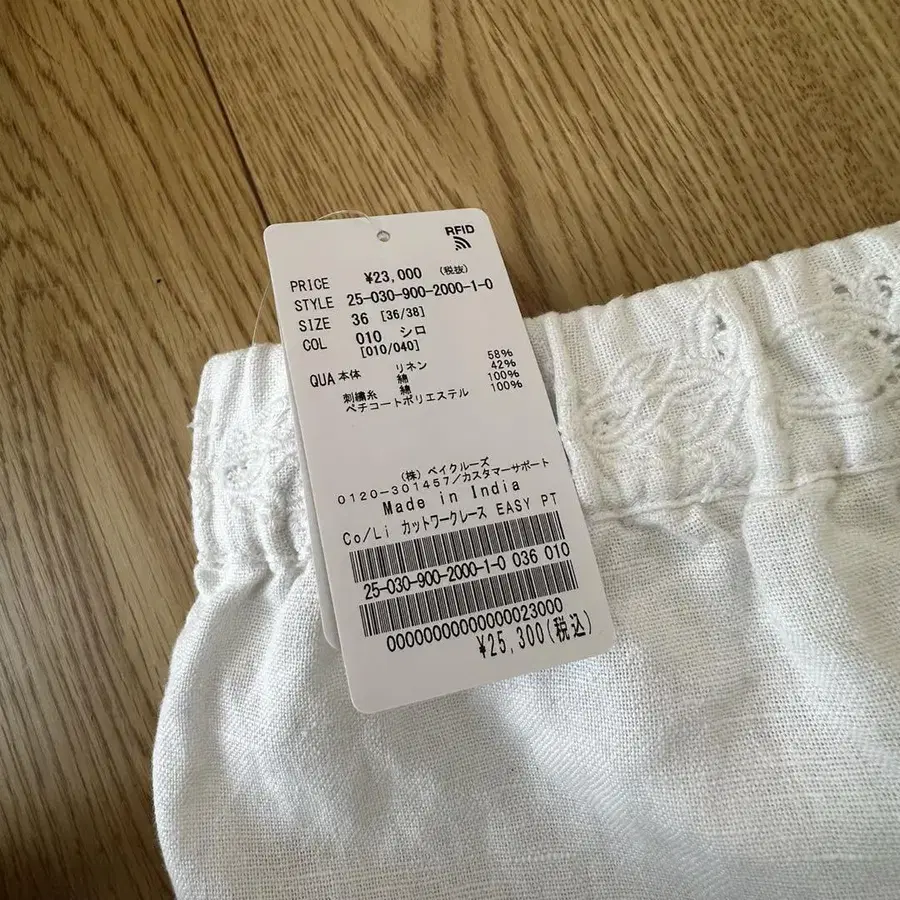 RFID
PRICE ¥23,000 (税抜)
STYLE 25-030-900-2000-1-0
SIZE 36 [36/38]
COL 010 シロ
[010/040]
QUA 本体 リネン 58%
綿 42%
刺繍糸 綿 100%
ペチコートポリエステル 100%
(株) ベイクルーズ
0120-301457/カスタマーサポート
Made in India
Co/Li カットワークレース EASY PT
25-030-900-2000-1-0 036 010
00000000000000023000
¥25,300(税込)